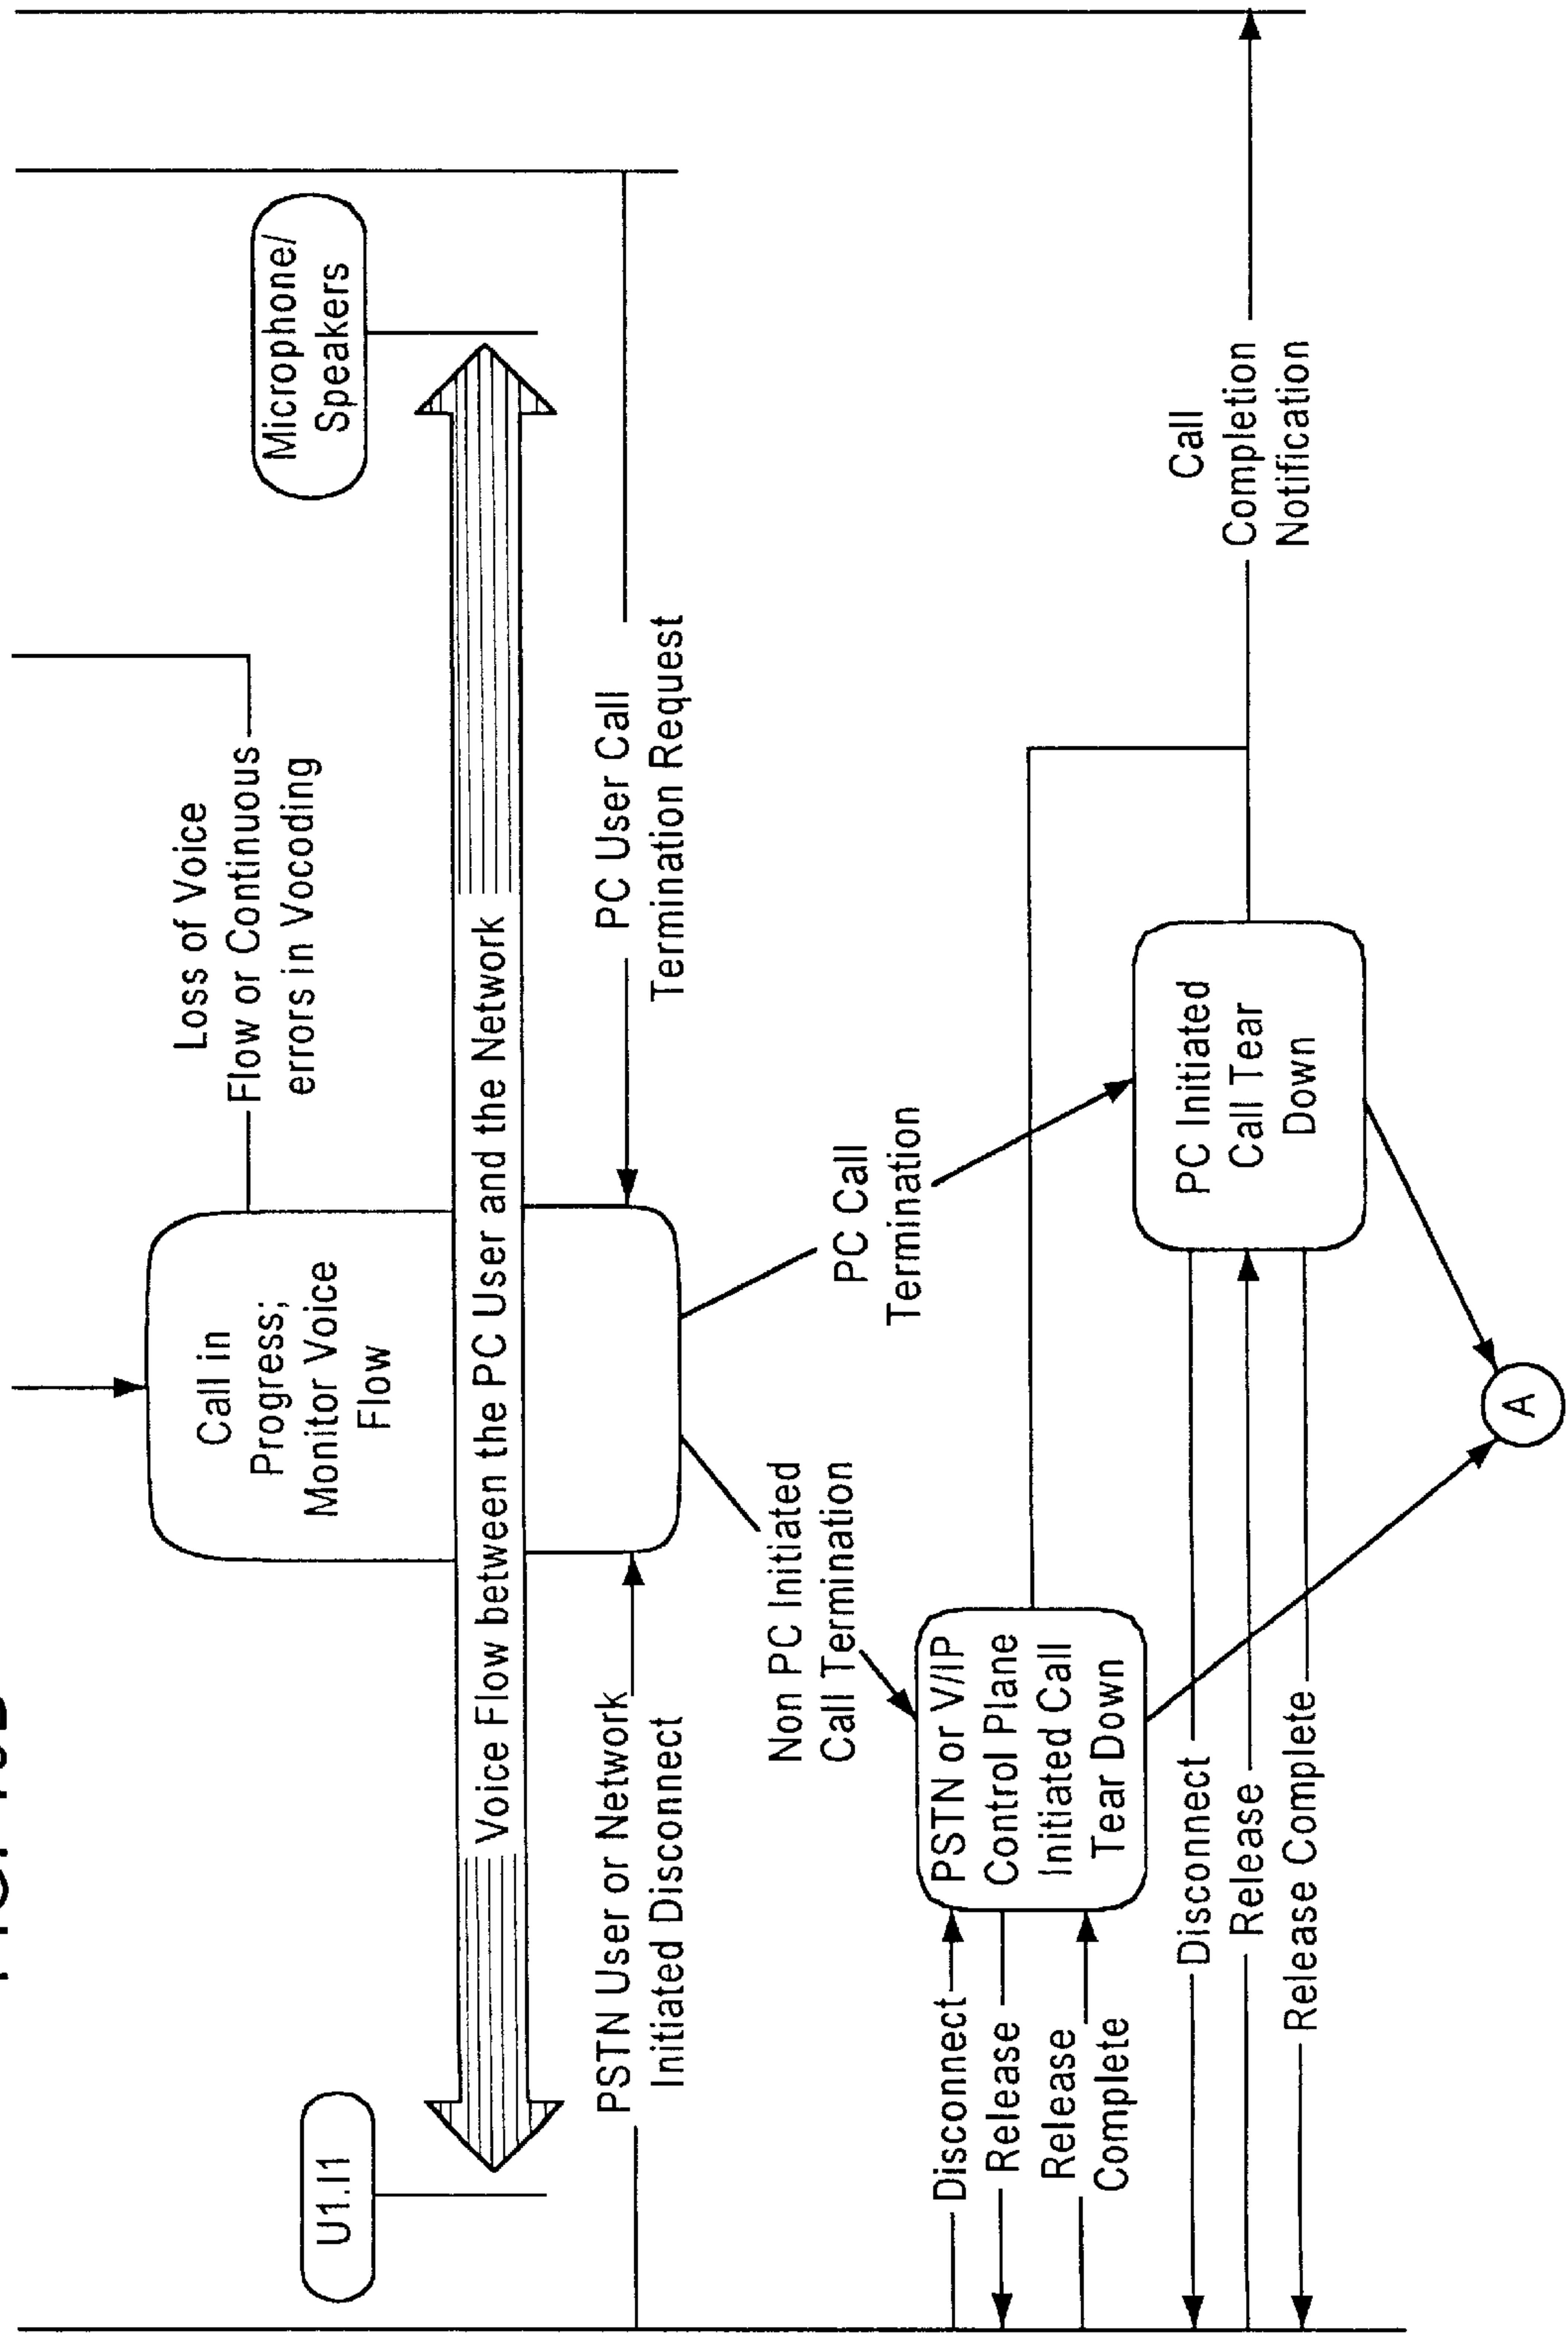 Call in
Progress;
Monitor Voice
Flow
Loss of Voice
Flow or Continuous
errors in Vocoding
U1.I1
Microphone/
Speakers
Voice Flow between the PC User and the Network
PSTN User or Network
Initiated Disconnect
PC User Call
Termination Request
Non PC Initiated
Call Termination
PC Call
Termination
PSTN or V/IP
Control Plane
Initiated Call
Tear Down
Disconnect
Release
Release
Complete
PC Initiated
Call Tear
Down
Disconnect
Release
Release Complete
Call
Completion
Notification
A